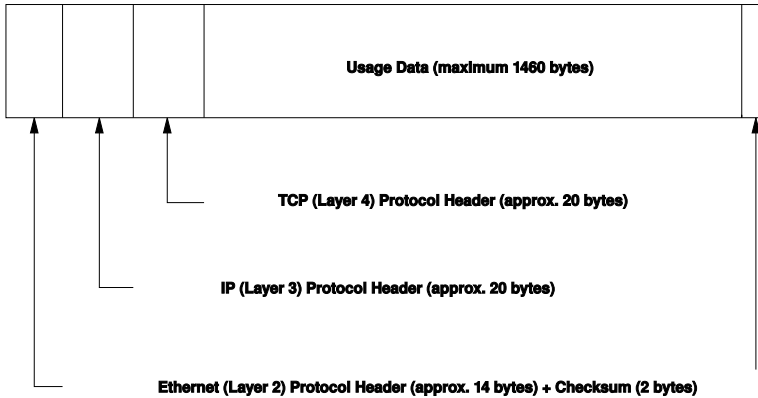 Usage Data (maximum 1460 bytes)
TCP (Layer 4) Protocol Header (approx. 20 bytes)
IP (Layer 3) Protocol Header (approx. 20 bytes)
Ethernet (Layer 2) Protocol Header (approx. 14 bytes) + Checksum (2 bytes)